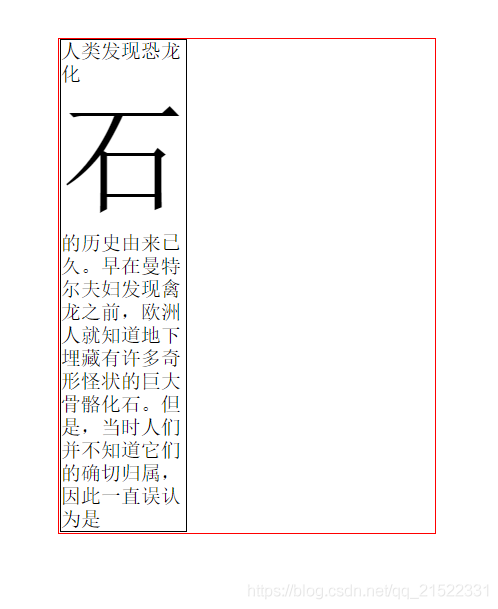 人类发现恐龙
化
石
的历史由来已
久。早在曼特
尔夫妇发现禽
龙之前，欧洲
人就知道地下
埋藏有许多奇
形怪状的巨大
骨骼化石。但
是，当时人们
并不知道它们
的确切归属，
因此一直误认
为是
https://blog.csdn.net/qq_21522331